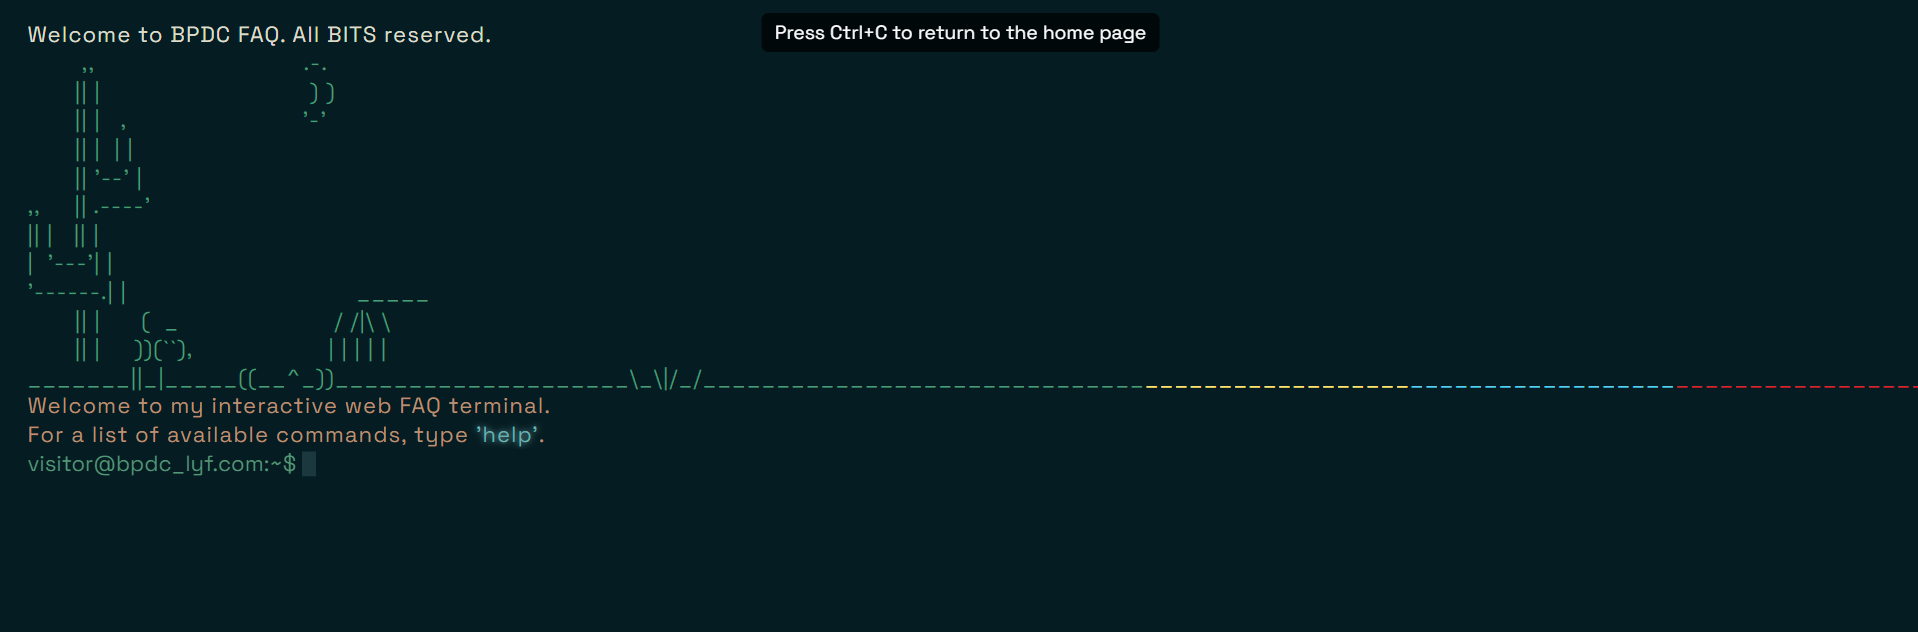 Welcome to BPDC FAQ. All BITS reserved.
Press Ctrl+C to return to the home page
Welcome to my interactive web FAQ terminal.
For a list of available commands, type 'help'.
visitor@bpdc_lyf.com:~$